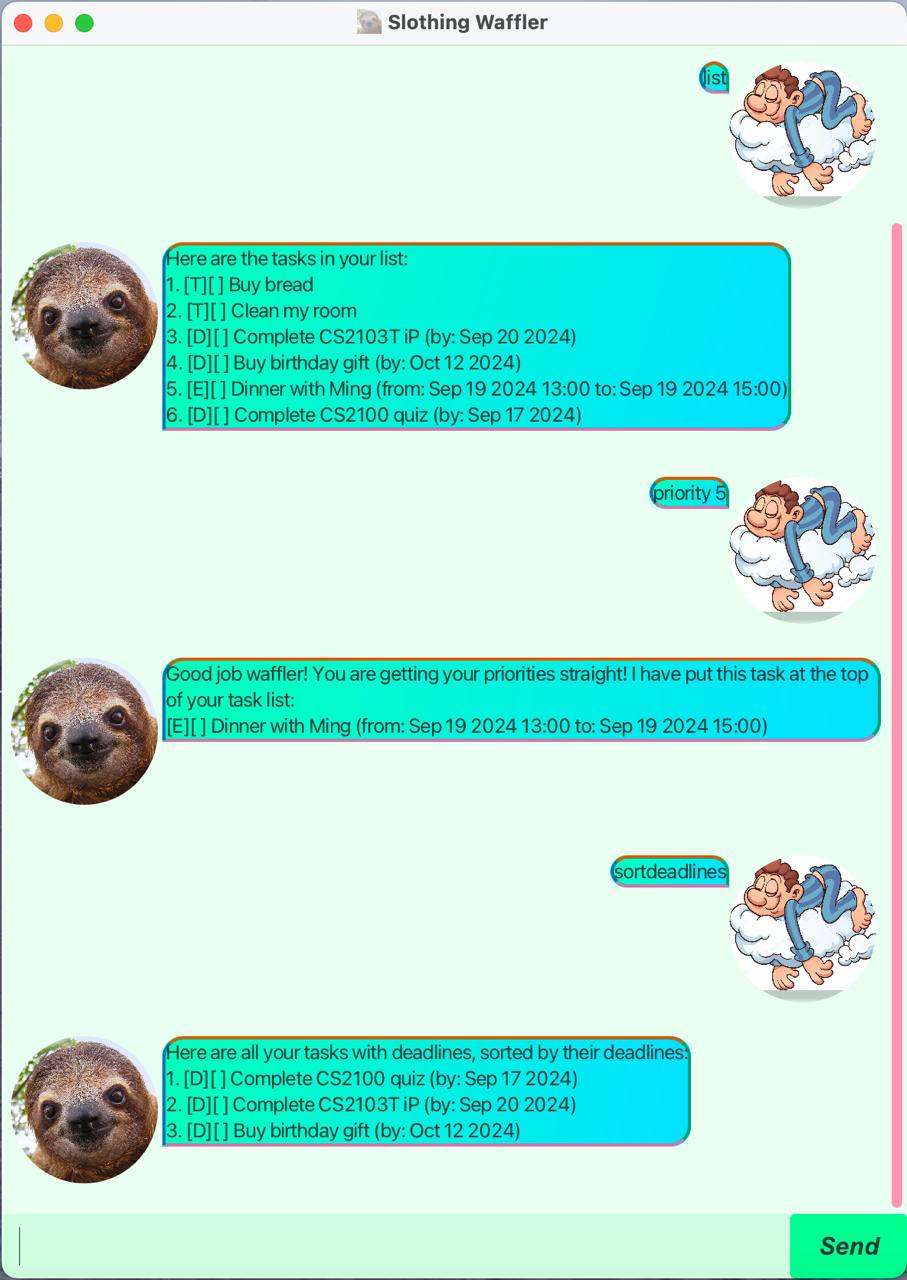 Slothing Waffler
list
Here are the tasks in your list:
1. [T][ ] Buy bread
2. [T][ ] Clean my room
3. [D][ ] Complete CS2103T iP (by: Sep 20 2024)
4. [D][ ] Buy birthday gift (by: Oct 12 2024)
5. [E][ ] Dinner with Ming (from: Sep 19 2024 13:00 to: Sep 19 2024 15:00)
6. [D][ ] Complete CS2100 quiz (by: Sep 17 2024)
priority 5
Good job waffler! You are getting your priorities straight! I have put this task at the top
of your task list:
[E][ ] Dinner with Ming (from: Sep 19 2024 13:00 to: Sep 19 2024 15:00)
sortdeadlines
Here are all your tasks with deadlines, sorted by their deadlines:
1. [D][ ] Complete CS2100 quiz (by: Sep 17 2024)
2. [D][ ] Complete CS2103T iP (by: Sep 20 2024)
3. [D][ ] Buy birthday gift (by: Oct 12 2024)
Send